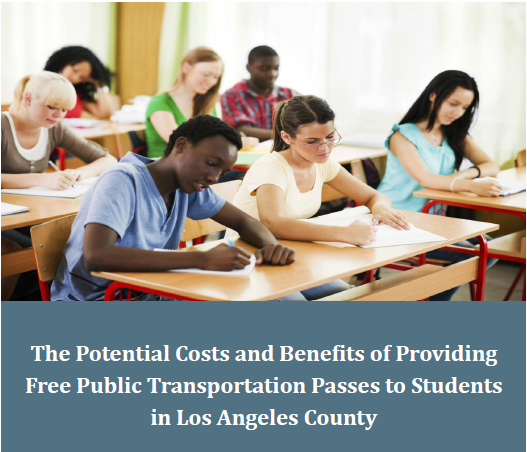 The Potential Costs and Benefits of Providing
Free Public Transportation Passes to Students
in Los Angeles County